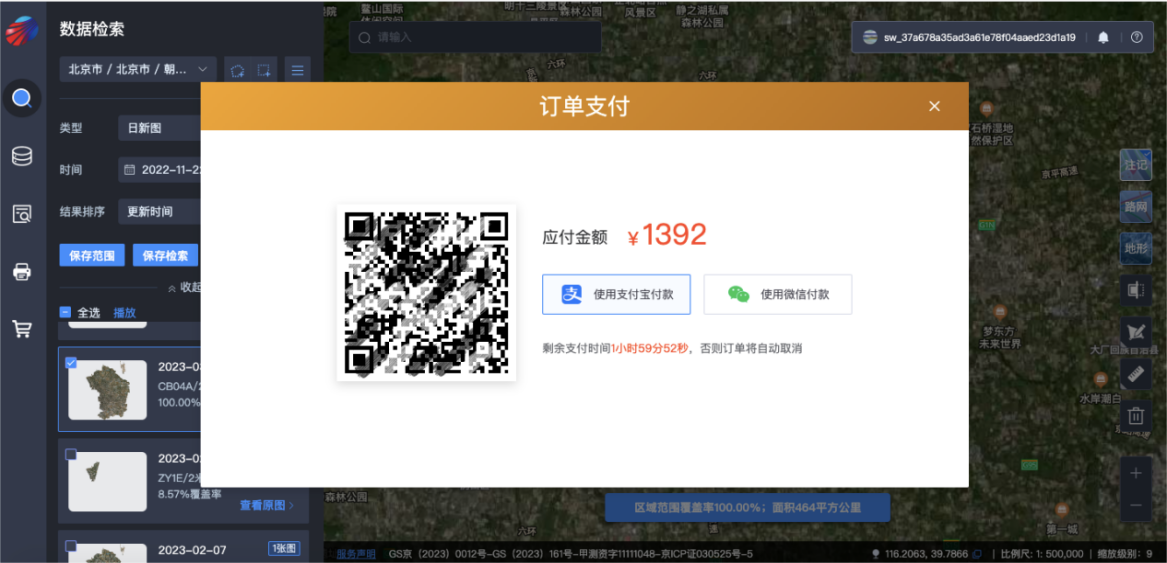 数据检索
北京市 / 北京市 / 朝...
类型
日新图
时间
2022-11-2
结果排序
更新时间
保存范围
保存检索
收起
全选
播放
2023-0
CB04A/2
100.00%
2023-0
ZY1E/2米
8.57%覆盖率
查看原图
2023-02-07
1张图
请输入
sw_37a678a35ad3a61e78f04aaed23d1a19
订单支付
应付金额 ¥1392
使用支付宝付款
使用微信付款
剩余支付时间1小时59分52秒，否则订单将自动取消
区域范围覆盖率100.00%；面积464平方公里
鳌山国际
休闲空间
森林公园
风景区
静之湖私属
森林公园
六环
六环
石桥湿地
然保护区
京平高速
注记
路网
地形
梦东方
未来世界
大厂回族自治县
水岸潮白
森林公园
六环
第一城
服务声明
GS京（2023）0012号-GS（2023）161号-甲测资字11111048-京ICP证030525号-5
116.2063, 39.7866
比例尺: 1: 500,000
缩放级别: 9